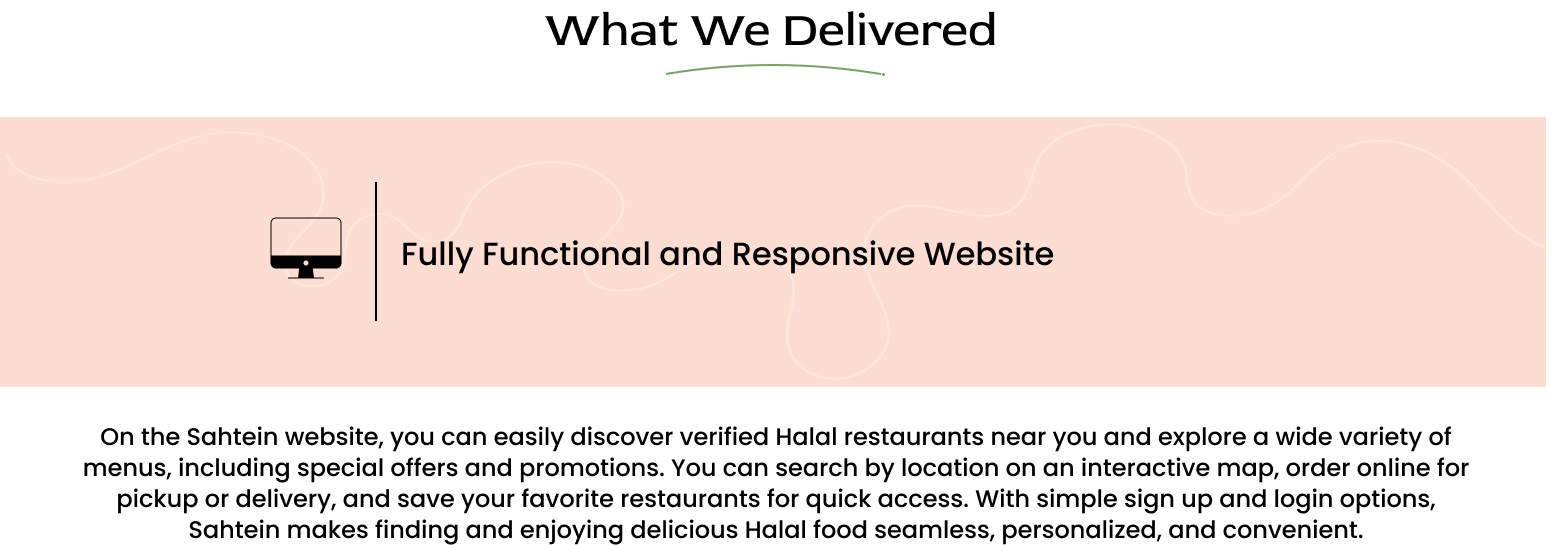 What We Delivered
Fully Functional and Responsive Website
On the Sahtein website, you can easily discover verified Halal restaurants near you and explore a wide variety of
menus, including special offers and promotions. You can search by location on an interactive map, order online for
pickup or delivery, and save your favorite restaurants for quick access. With simple sign up and login options,
Sahtein makes finding and enjoying delicious Halal food seamless, personalized, and convenient.